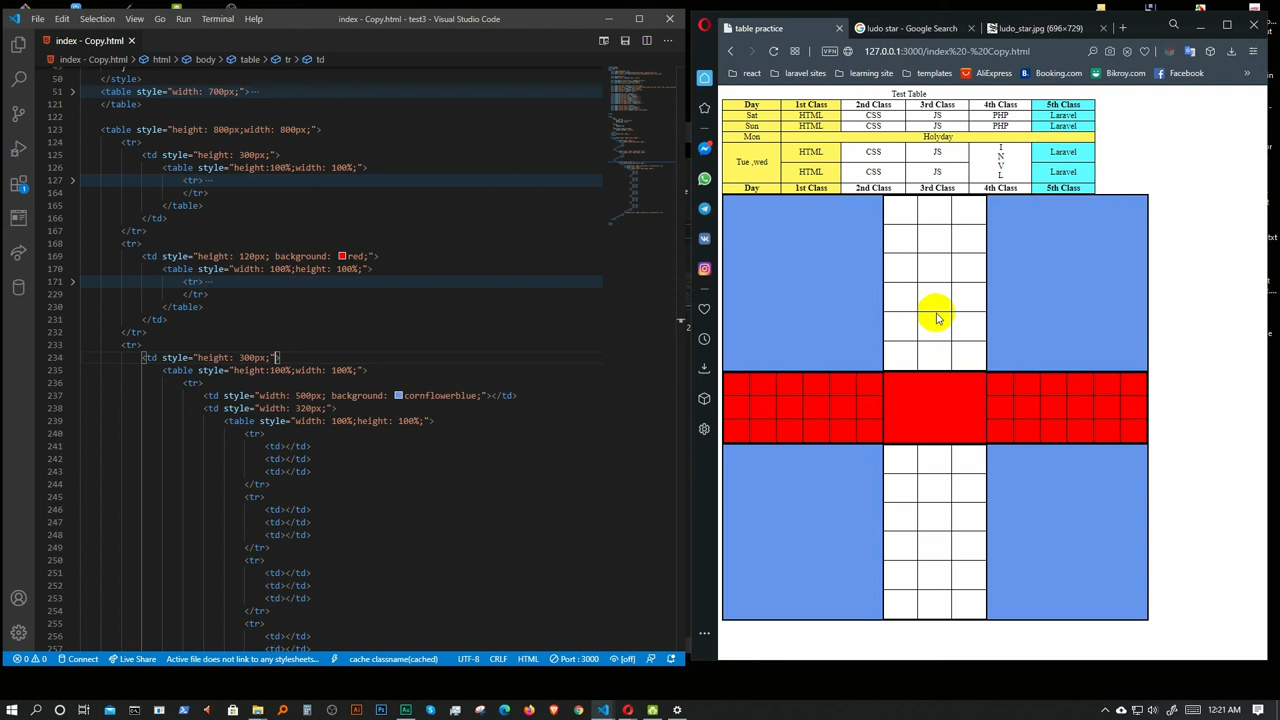 File Edit Selection View Go Run Terminal Help index - Copy.html - test3 - Visual Studio Code
index - Copy.html
index - Copy.html > html > body > table > tr > td
50 </style>
51 <table style="width: 700px;">
121 </table>
122
123 <table style="height: 800px;width: 800px;">
124 <tr>
125 <td style="height: 300px;">
126 <table style="height:100%;width: 100%;">
127 <tr>
164 </tr>
165 </table>
166 </td>
167 </tr>
168 <tr>
169 <td style="height: 120px; background: red;">
170 <table style="width: 100%;height: 100%;">
171 <tr>
229 </tr>
230 </table>
231 </td>
232 </tr>
233 <tr>
234 <td style="height: 300px;">
235 <table style="height:100%;width: 100%;">
236 <tr>
237 <td style="width: 500px; background: cornflowerblue;"></td>
238 <td style="width: 320px;">
239 <table style="width: 100%;height: 100%;">
240 <tr>
241 <td></td>
242 <td></td>
243 <td></td>
244 </tr>
245 <tr>
246 <td></td>
247 <td></td>
248 <td></td>
249 </tr>
250 <tr>
251 <td></td>
252 <td></td>
253 <td></td>
254 </tr>
255 <tr>
256 <td></td>
257 <td></td>
0 0 Connect Live Share Active file does not link to any stylesheets... cache classname(cached) UTF-8 CRLF HTML Port : 3000 [off]
table practice ludo star - Google Search ludo_star.jpg (696×729)
VPN 127.0.0.1:3000/index%20-%20Copy.html
react laravel sites learning site templates AliExpress Booking.com Bikroy.com Facebook
Test Table
Day 1st Class 2nd Class 3rd Class 4th Class 5th Class
Sat HTML CSS JS PHP Laravel
Sun HTML CSS JS PHP Laravel
Mon Holyday
Tue ,wed HTML CSS JS I N V L Laravel
HTML CSS JS Laravel
Day 1st Class 2nd Class 3rd Class 4th Class 5th Class
12:21 AM